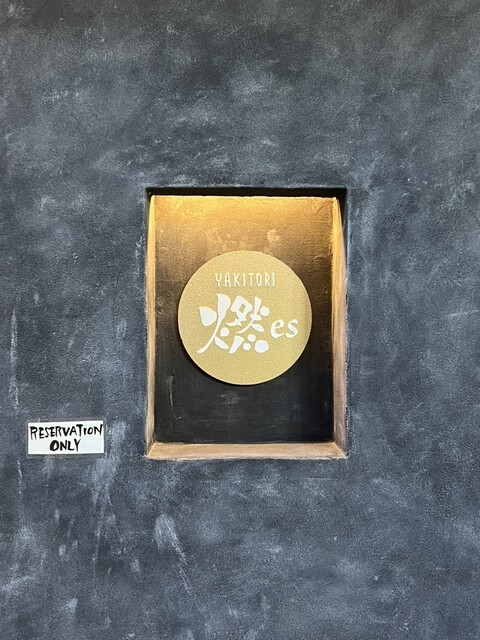 YAKITORI
燃es
RESERVATION
ONLY